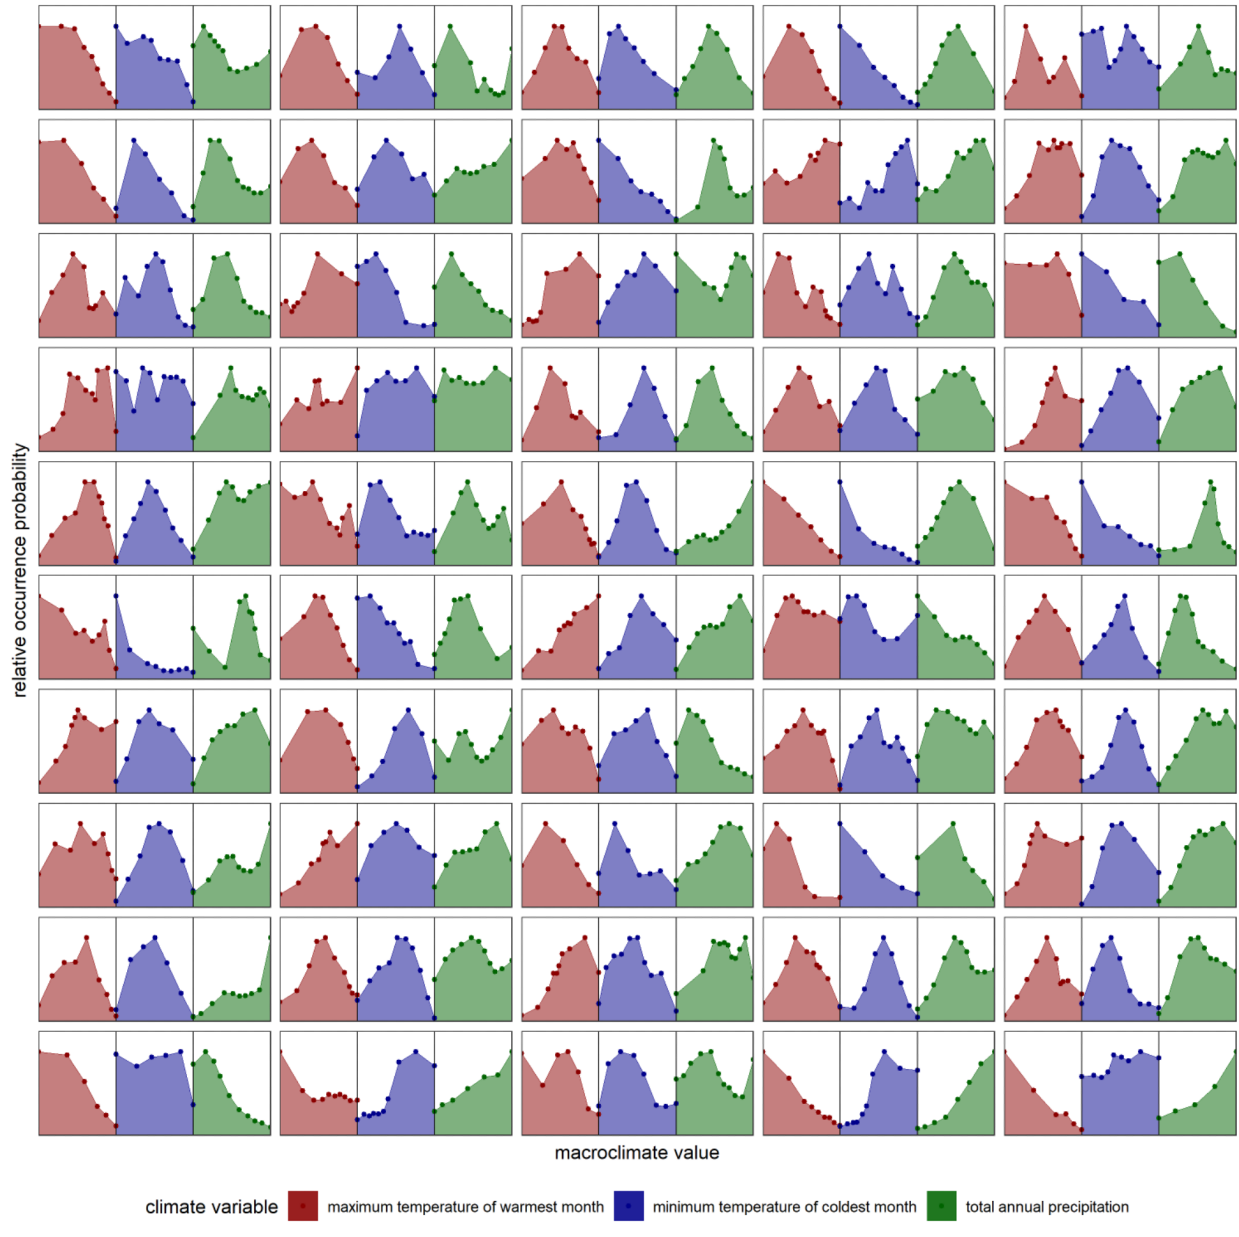 relative occurrence probability
macroclimate value
climate variable
maximum temperature of warmest month
minimum temperature of coldest month
total annual precipitation